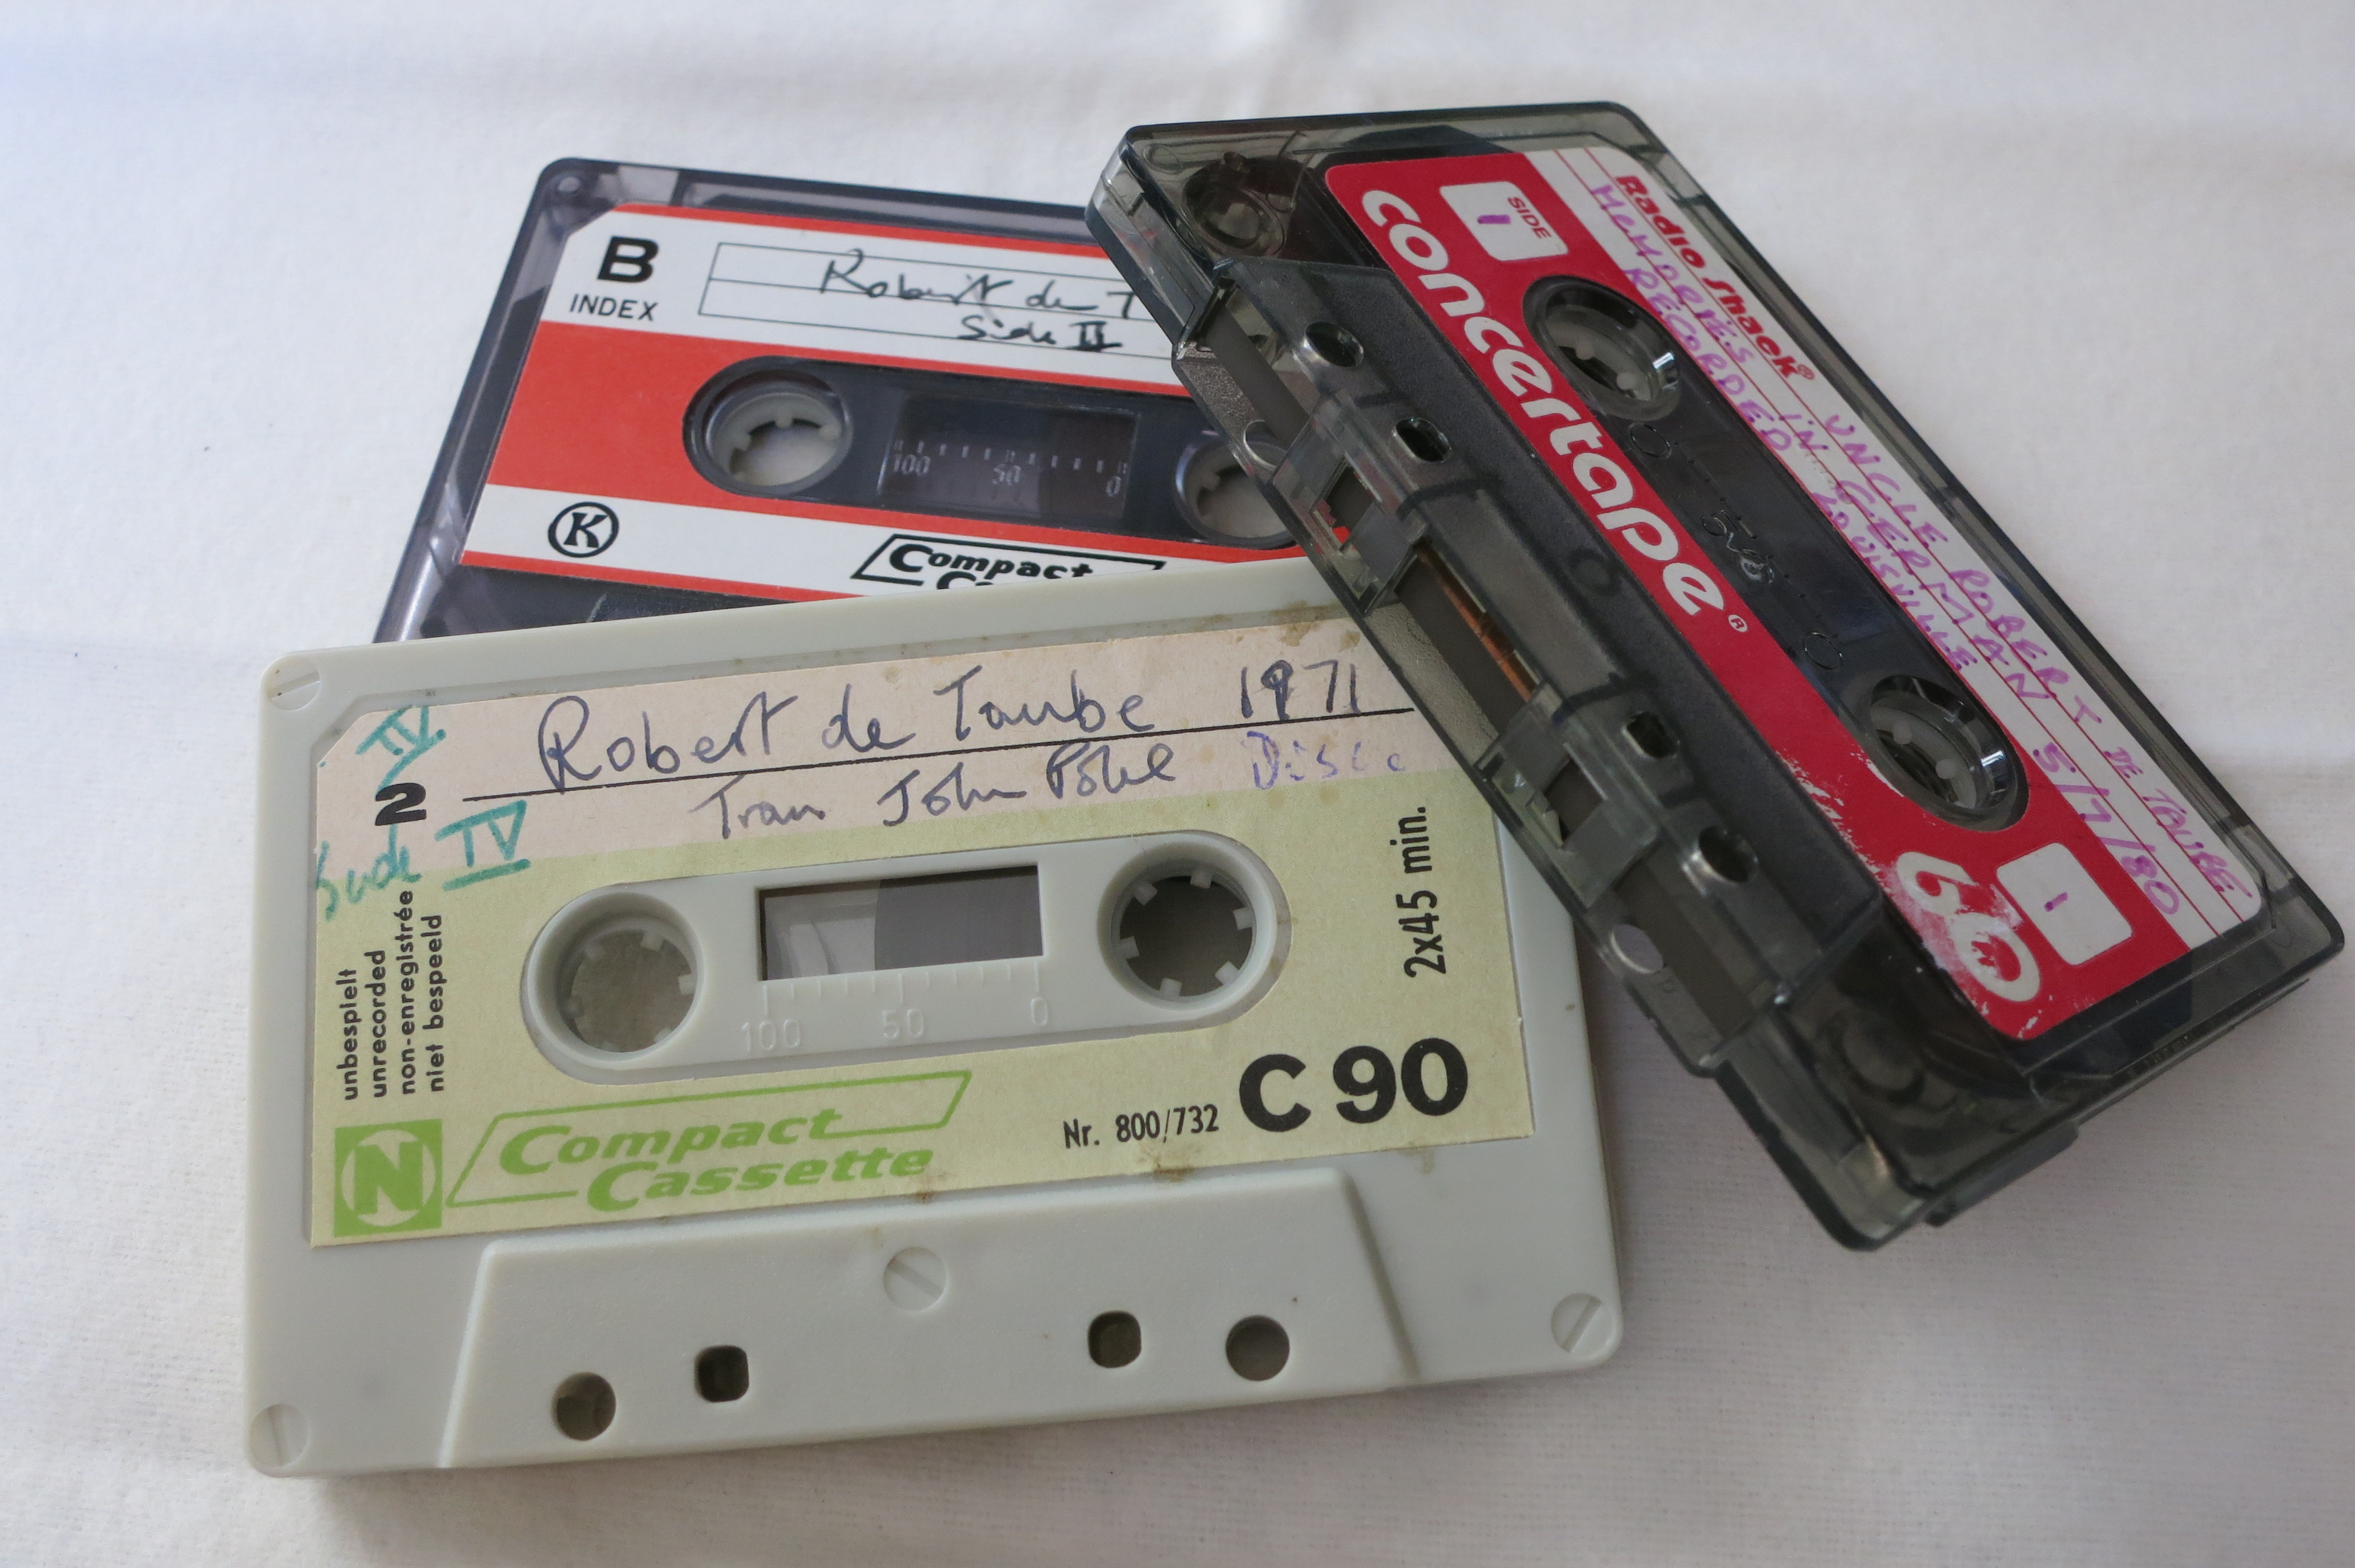 B
INDEX
Robert de T
Side II
100 50 0
K
Compact
Radio Shack®
MEMORIES UNCLE ROBERT DE TAUBE
RECORDED IN GERMAN
LOUISVILLE 5/7/80
SIDE
1
concertape®
60
1
IV
2
Side IV
Robert de Taube 1971
Tran John
unbespielt
unrecorded
non-enregistrée
niet bespeeld
2x45 min.
100 50 0
N
Compact
Cassette
Nr. 800/732 C 90